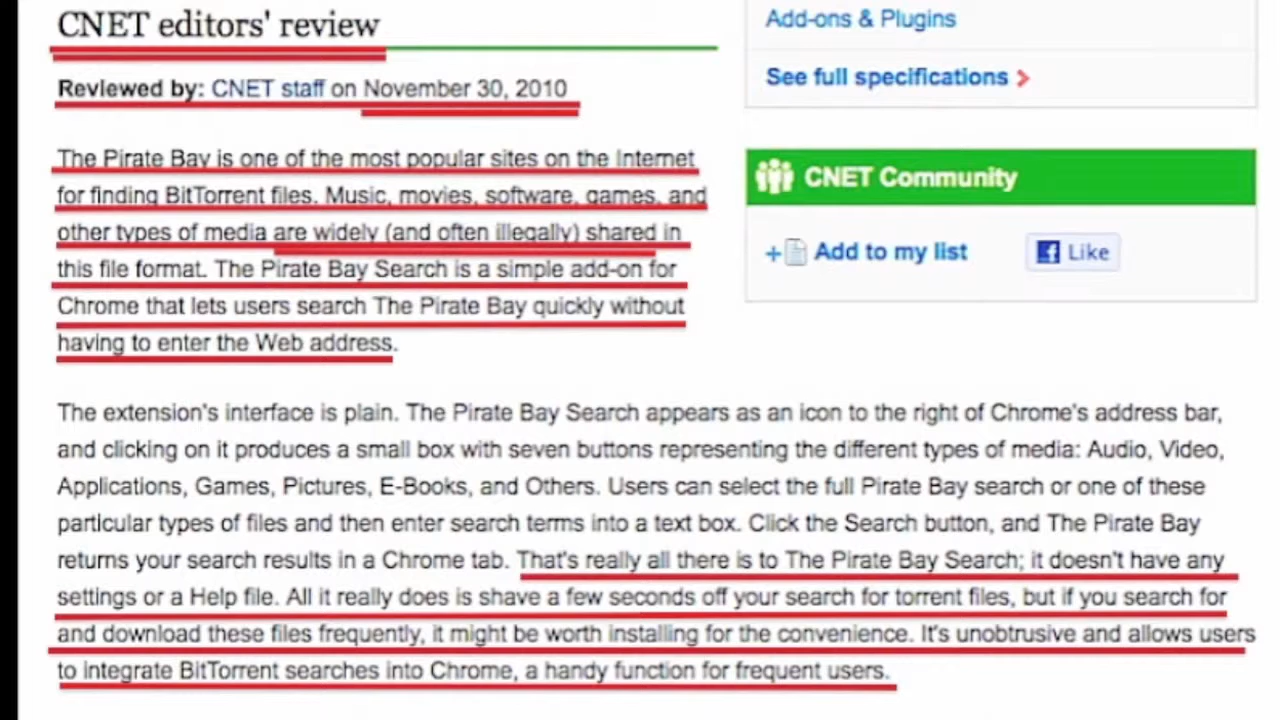 CNET editors' review
Reviewed by: CNET staff on November 30, 2010
The Pirate Bay is one of the most popular sites on the Internet
for finding BitTorrent files. Music, movies, software, games, and
other types of media are widely (and often illegally) shared in
this file format. The Pirate Bay Search is a simple add-on for
Chrome that lets users search The Pirate Bay quickly without
having to enter the Web address.
The extension's interface is plain. The Pirate Bay Search appears as an icon to the right of Chrome's address bar,
and clicking on it produces a small box with seven buttons representing the different types of media: Audio, Video,
Applications, Games, Pictures, E-Books, and Others. Users can select the full Pirate Bay search or one of these
particular types of files and then enter search terms into a text box. Click the Search button, and The Pirate Bay
returns your search results in a Chrome tab. That's really all there is to The Pirate Bay Search; it doesn't have any
settings or a Help file. All it really does is shave a few seconds off your search for torrent files, but if you search for
and download these files frequently, it might be worth installing for the convenience. It's unobtrusive and allows users
to integrate BitTorrent searches into Chrome, a handy function for frequent users.
Add-ons & Plugins
See full specifications >
CNET Community
+ Add to my list
f Like